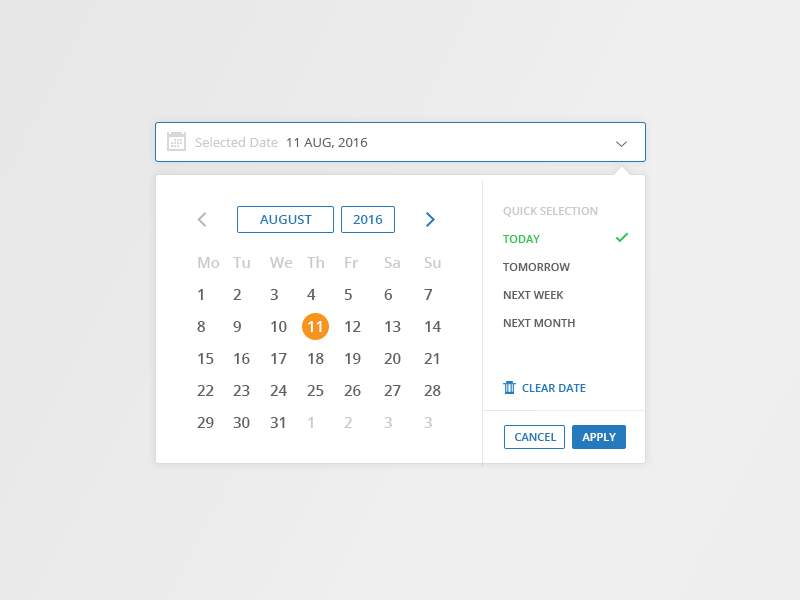 Selected Date 11 AUG, 2016
AUGUST 2016
Mo Tu We Th Fr Sa Su
1 2 3 4 5 6 7
8 9 10 11 12 13 14
15 16 17 18 19 20 21
22 23 24 25 26 27 28
29 30 31 1 2 3 3
QUICK SELECTION
TODAY
TOMORROW
NEXT WEEK
NEXT MONTH
CLEAR DATE
CANCEL APPLY